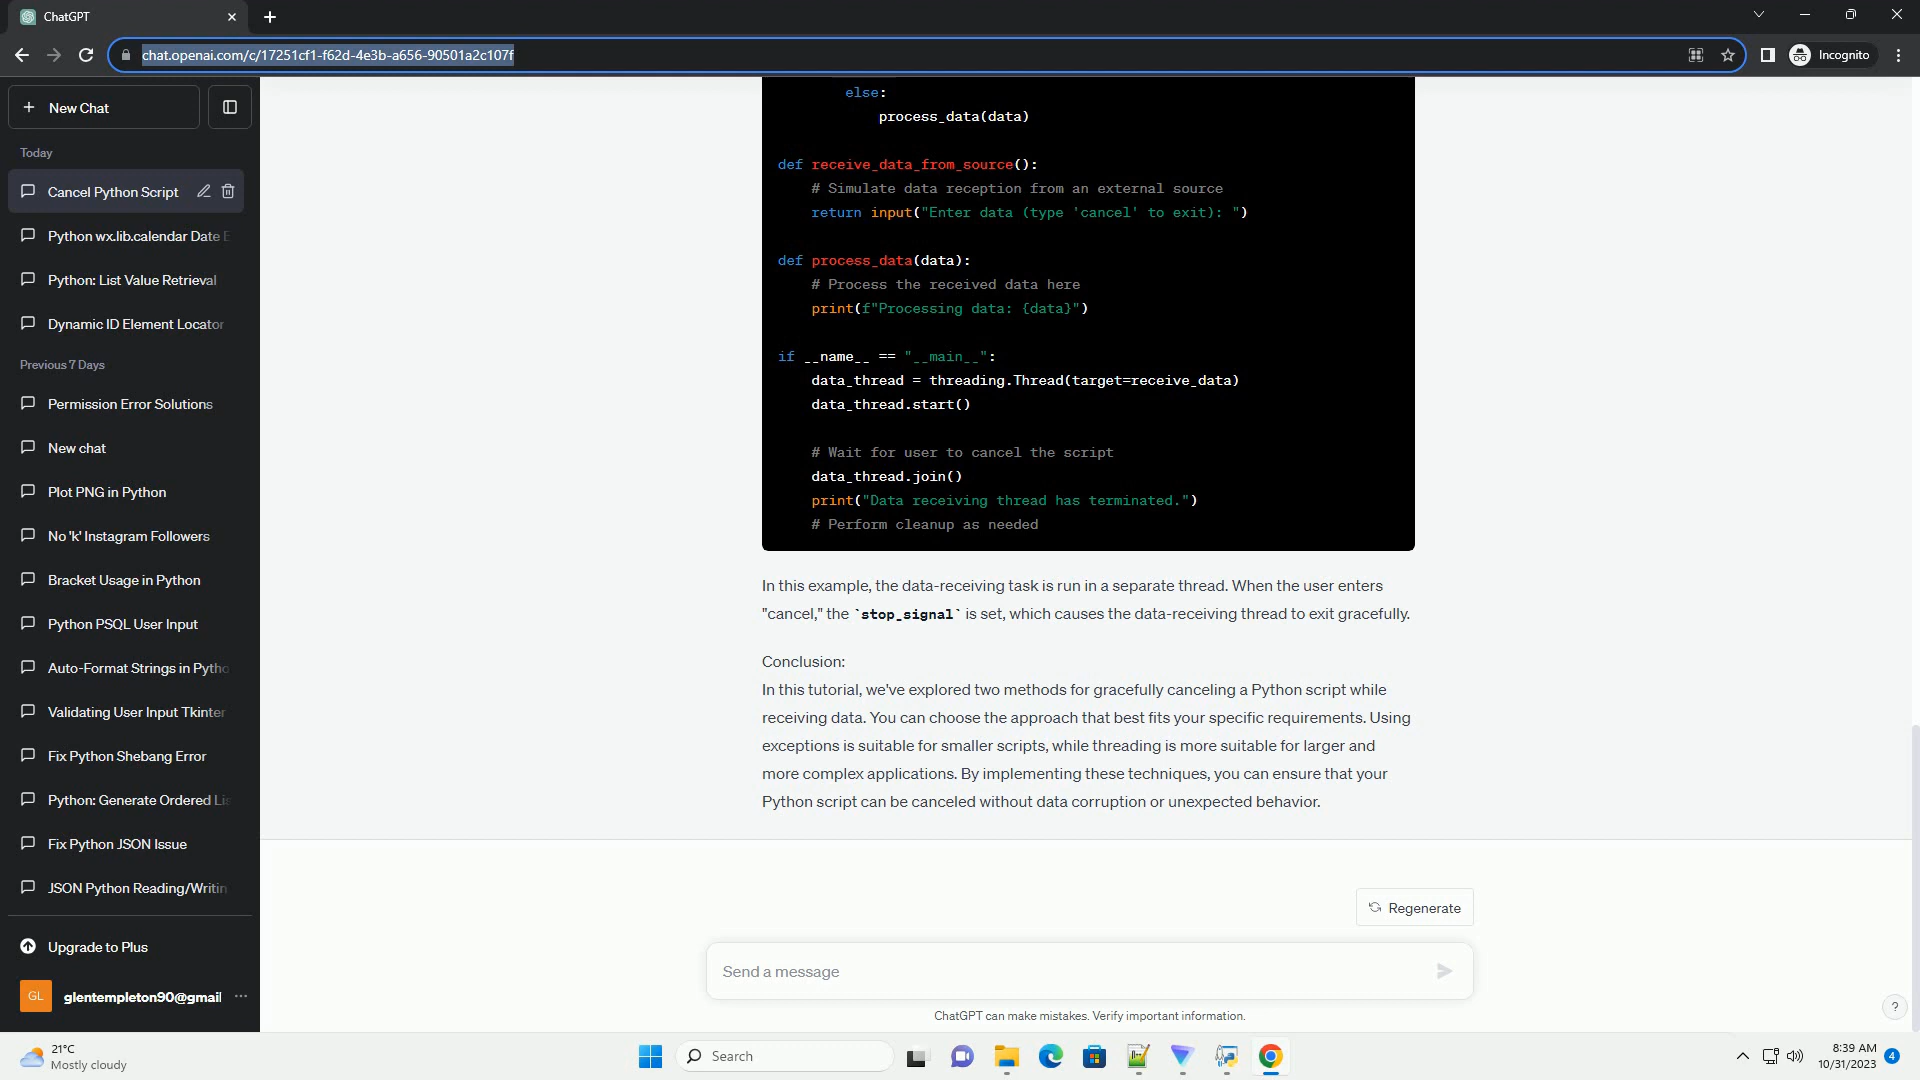 ChatGPT
chat.openai.com/c/17251cf1-f62d-4e3b-a656-90501a2c107f
Incognito
New Chat
Today
Cancel Python Script
Python wx.lib.calendar Date E
Python: List Value Retrieval
Dynamic ID Element Locator
Previous 7 Days
Permission Error Solutions
New chat
Plot PNG in Python
No 'k' Instagram Followers
Bracket Usage in Python
Python PSQL User Input
Auto-Format Strings in Pytho
Validating User Input Tkinter
Fix Python Shebang Error
Python: Generate Ordered Lis
Fix Python JSON Issue
JSON Python Reading/Writin
Upgrade to Plus
GL
glentempleton90@gmail
else:
process_data(data)
def receive_data_from_source():
# Simulate data reception from an external source
return input("Enter data (type 'cancel' to exit): ")
def process_data(data):
# Process the received data here
print(f"Processing data: {data}")
if __name__ == "__main__":
data_thread = threading.Thread(target=receive_data)
data_thread.start()
# Wait for user to cancel the script
data_thread.join()
print("Data receiving thread has terminated.")
# Perform cleanup as needed
In this example, the data-receiving task is run in a separate thread. When the user enters
"cancel," the `stop_signal` is set, which causes the data-receiving thread to exit gracefully.
Conclusion:
In this tutorial, we've explored two methods for gracefully canceling a Python script while
receiving data. You can choose the approach that best fits your specific requirements. Using
exceptions is suitable for smaller scripts, while threading is more suitable for larger and
more complex applications. By implementing these techniques, you can ensure that your
Python script can be canceled without data corruption or unexpected behavior.
Regenerate
Send a message
ChatGPT can make mistakes. Verify important information.
?
21°C
Mostly cloudy
Search
8:39 AM
10/31/2023
4